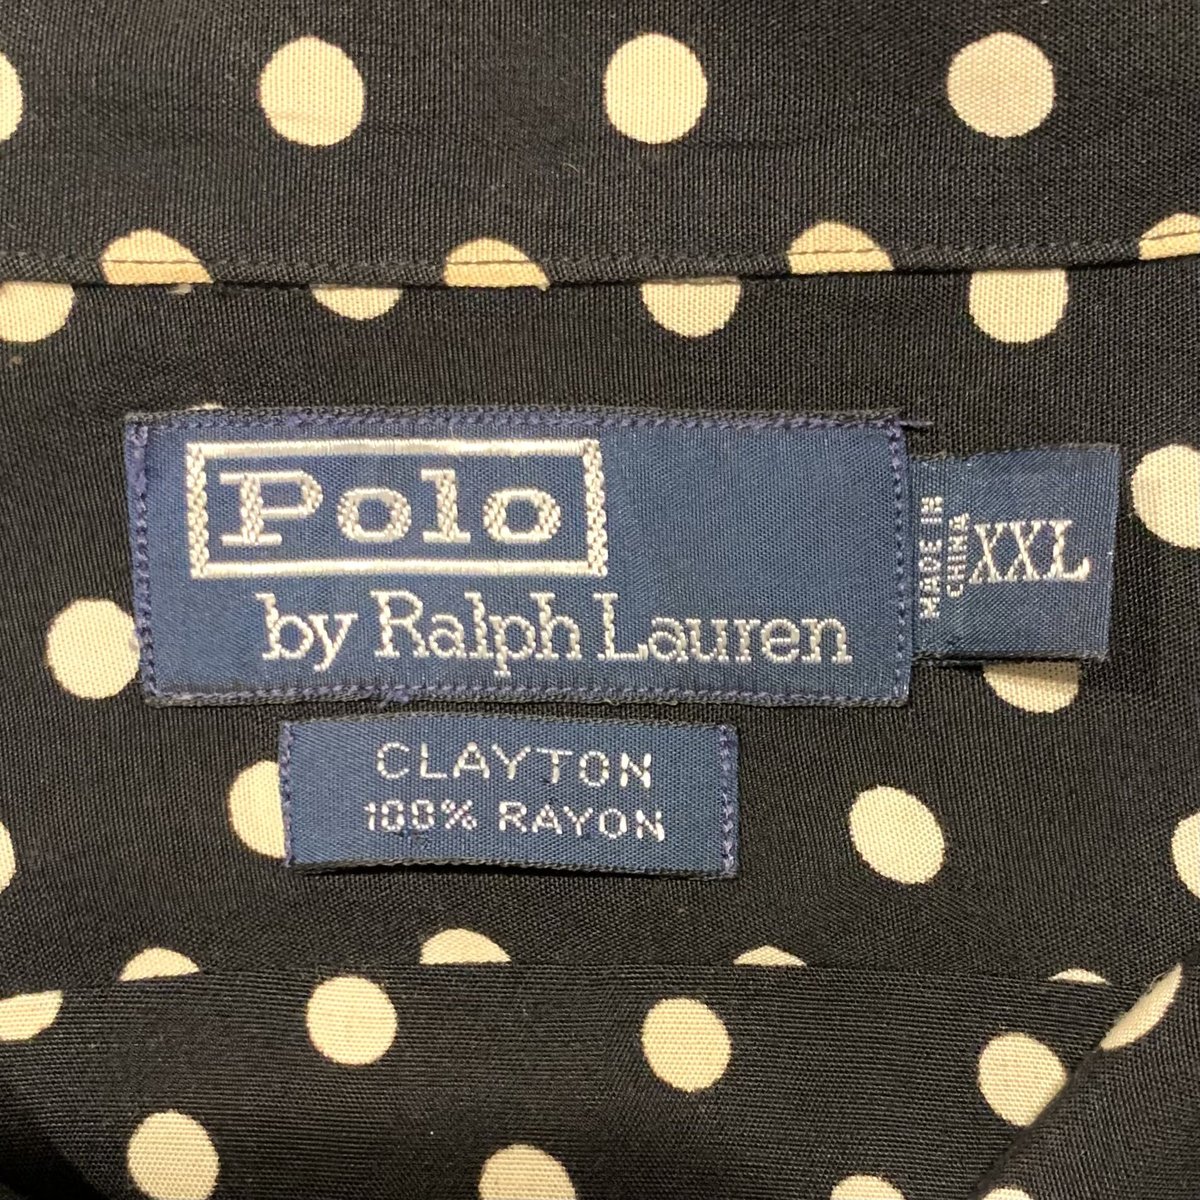 Polo
by Ralph Lauren
MADE IN
CHINA
XXL
CLAYTON
100% RAYON